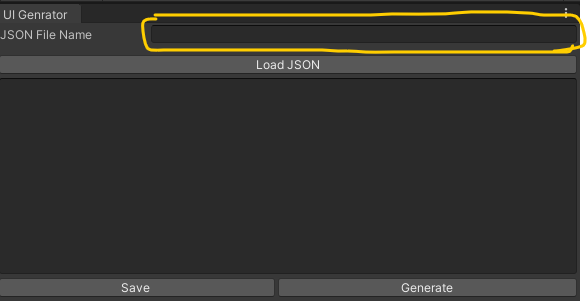 UI Genrator
JSON File Name
Load JSON
Save
Generate